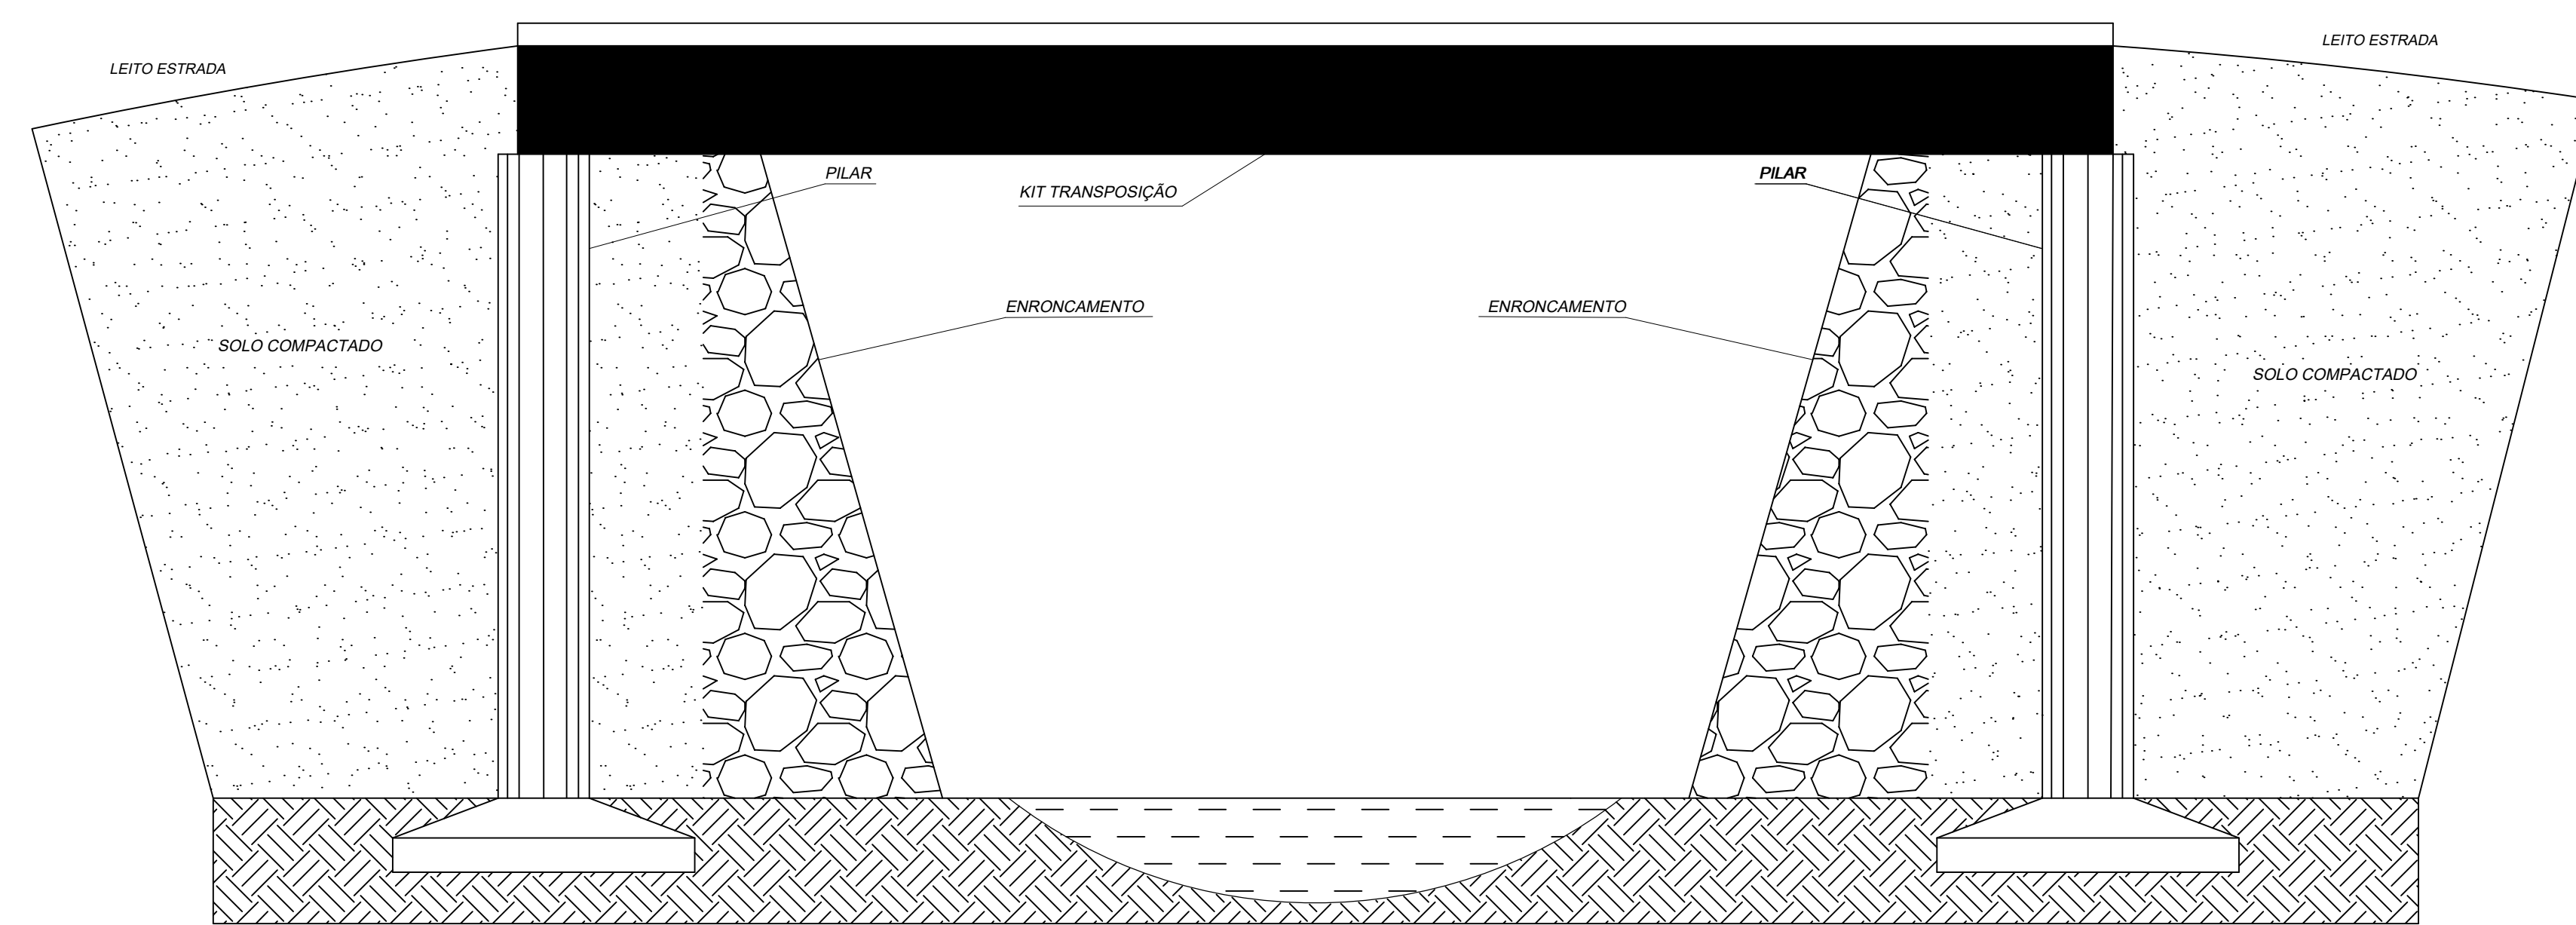 LEITO ESTRADA
LEITO ESTRADA
PILAR
KIT TRANSPOSIÇÃO
PILAR
ENRONCAMENTO
ENRONCAMENTO
SOLO COMPACTADO
SOLO COMPACTADO